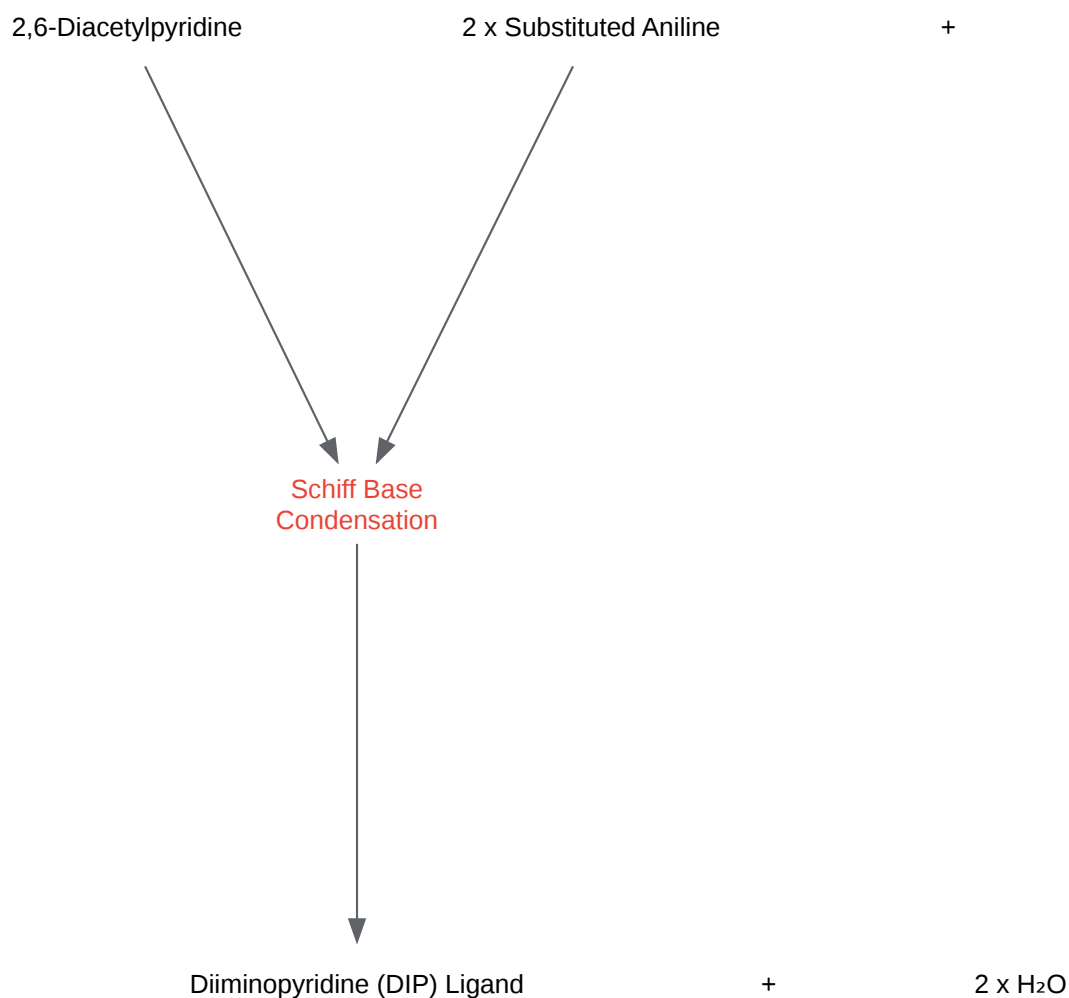 2,6-Diacetylpyridine
2 x Substituted Aniline
+
Schiff Base
Condensation
Diiminopyridine (DIP) Ligand
+
2 x H₂O